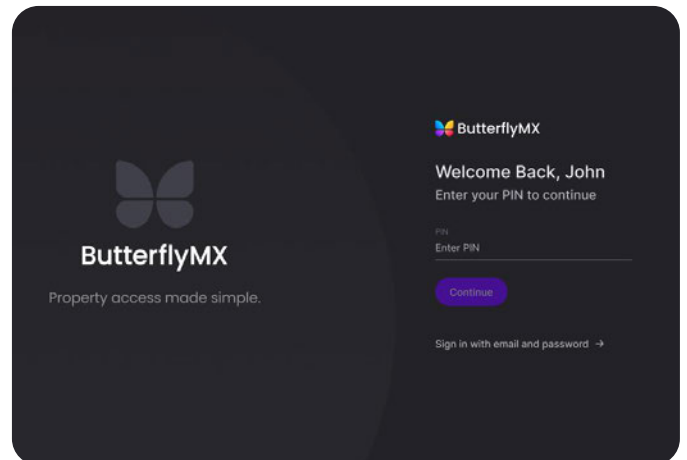 ButterflyMX
Property access made simple.
ButterflyMX
Welcome Back, John
Enter your PIN to continue
PIN
Enter PIN
Continue
Sign in with email and password →